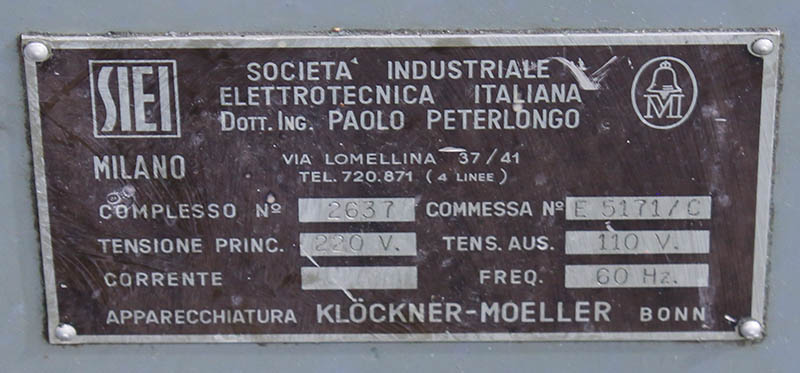 SIEI
SOCIETA' INDUSTRIALE
ELETTROTECNICA ITALIANA
DOTT. ING. PAOLO PETERLONGO
M
MILANO
VIA LOMELLINA 37/41
TEL. 720.871 (4 LINEE)
COMPLESSO Nº 2637 COMMESSA Nº E 5171/C
TENSIONE PRINC. 220 V. TENS. AUS. 110 V.
CORRENTE FREQ. 60 Hz.
APPARECCHIATURA KLÖCKNER-MOELLER BONN